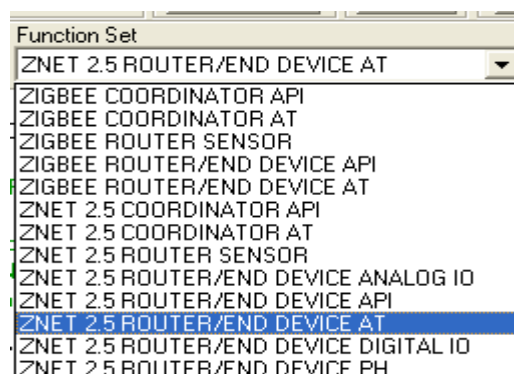 Function Set
ZNET 2.5 ROUTER/END DEVICE AT
ZIGBEE COORDINATOR API
ZIGBEE COORDINATOR AT
ZIGBEE ROUTER SENSOR
ZIGBEE ROUTER/END DEVICE API
ZIGBEE ROUTER/END DEVICE AT
ZNET 2.5 COORDINATOR API
ZNET 2.5 COORDINATOR AT
ZNET 2.5 ROUTER SENSOR
ZNET 2.5 ROUTER/END DEVICE ANALOG IO
ZNET 2.5 ROUTER/END DEVICE API
ZNET 2.5 ROUTER/END DEVICE AT
ZNET 2.5 ROUTER/END DEVICE DIGITAL IO
ZNET 2.5 ROUTER/END DEVICE PH